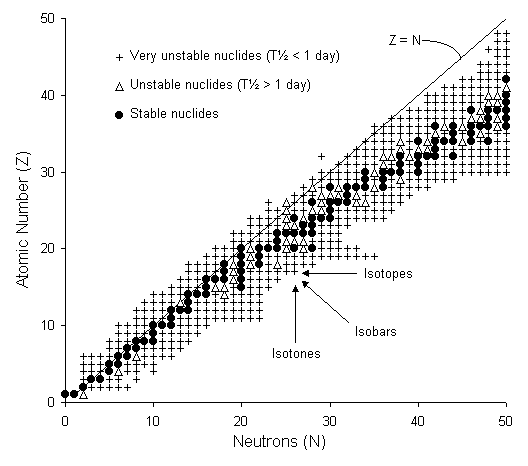 50
Z = N
Very unstable nuclides (T½ < 1 day)
Unstable nuclides (T½ > 1 day)
Stable nuclides
40
30
20
10
0
Atomic Number (Z)
Isotopes
Isobars
Isotones
0 10 20 30 40 50
Neutrons (N)